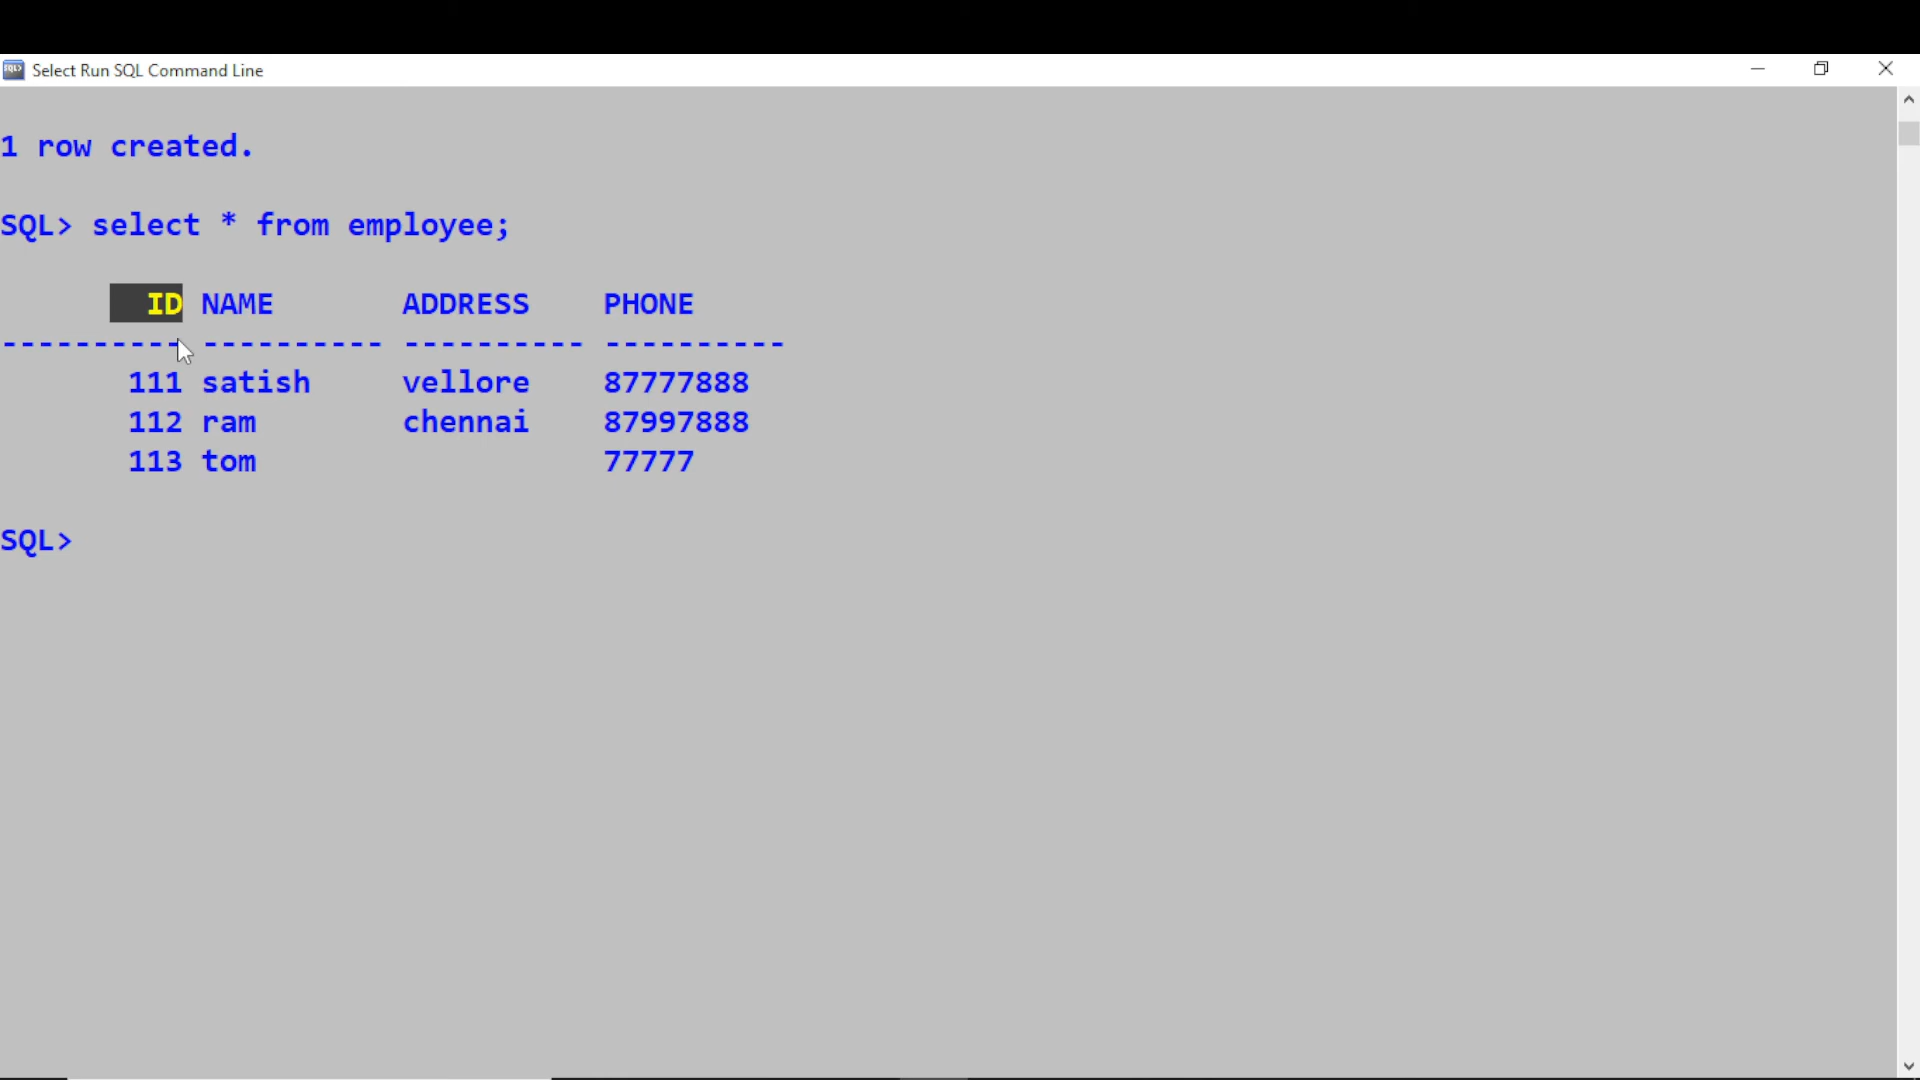 Select Run SQL Command Line
1 row created.
SQL> select * from employee;
ID NAME ADDRESS PHONE
---------- ---------- ---------- ----------
111 satish vellore 87777888
112 ram chennai 87997888
113 tom 77777
SQL>